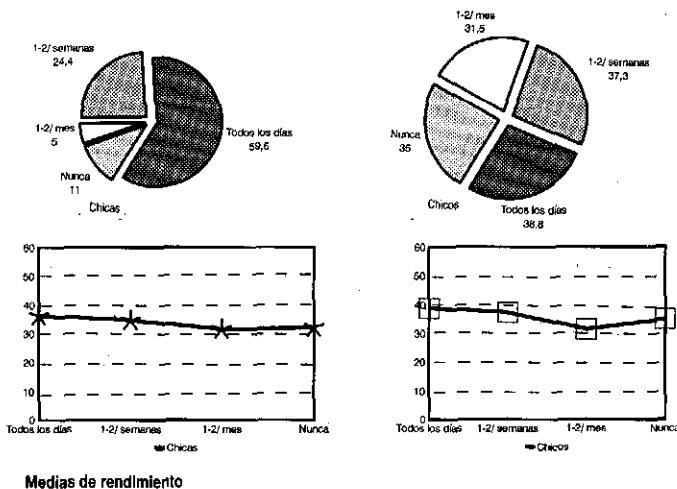 1-2/ semanas
24,4
1-2/ mes
5
Nunca
11
Todos los días
59,6
Chicas
1-2/ mes
31,5
1-2/ semanas
37,3
Nunca
35
Todos los días
38,8
Chicos
60
50
40
30
20
10
0
Todos los días 1-2/ semanas 1-2/ mes Nunca
Chicas
60
50
40
30
20
10
0
Todos los días 1-2/ semanas 1-2/ mes Nunca
Chicos
Medias de rendimiento